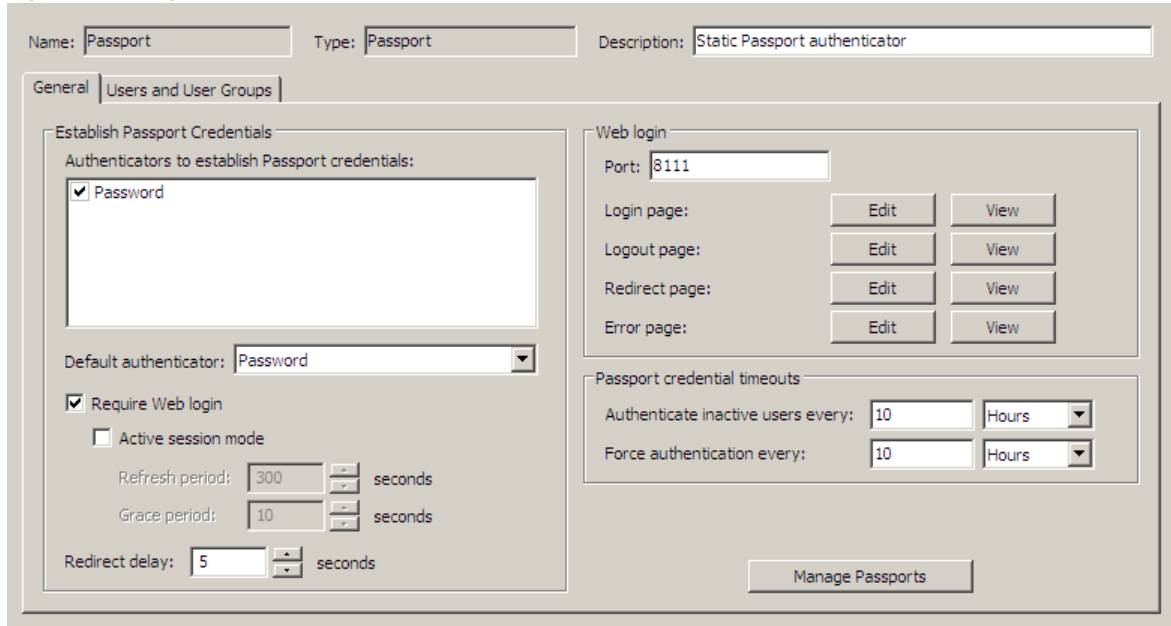 Name: Passport Type: Passport Description: Static Passport authenticator
General Users and User Groups
Establish Passport Credentials
Authenticators to establish Passport credentials:
Password
Default authenticator: Password
Require Web login
Active session mode
Refresh period: 300 seconds
Grace period: 10 seconds
Redirect delay: 5 seconds
Web login
Port: 8111
Login page: Edit View
Logout page: Edit View
Redirect page: Edit View
Error page: Edit View
Passport credential timeouts
Authenticate inactive users every: 10 Hours
Force authentication every: 10 Hours
Manage Passports